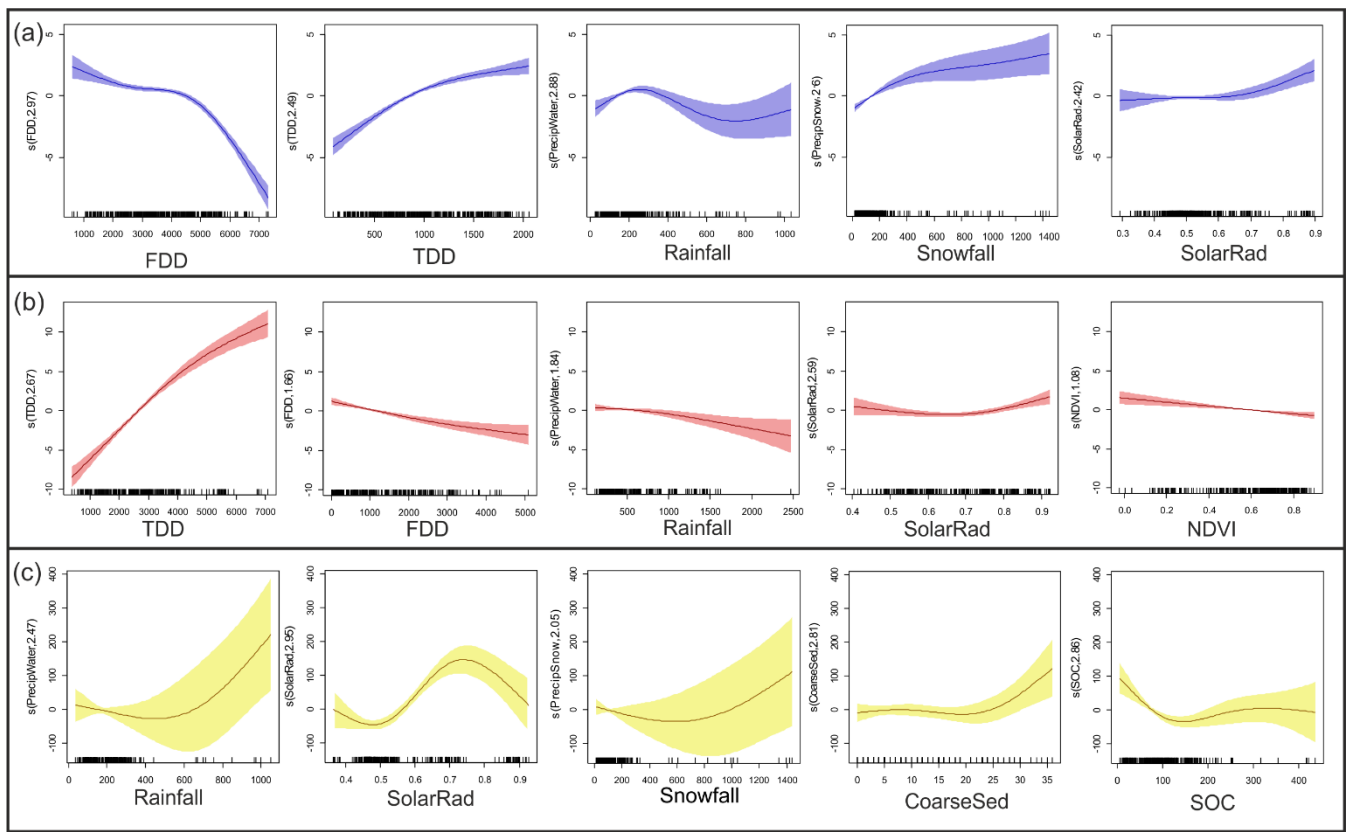 (a)
s(FDD,2.97)
5
0
-5
1000 2000 3000 4000 5000 6000 7000
FDD
s(TDD,2.49)
5
0
-5
500 1000 1500 2000
TDD
s(PrecipWater,2.88)
5
0
-5
0 200 400 600 800 1000
Rainfall
s(PrecipSnow,2.6)
5
0
-5
0 200 400 600 800 1000 1200 1400
Snowfall
s(SolarRad,2.42)
5
0
-5
0.3 0.4 0.5 0.6 0.7 0.8 0.9
SolarRad
(b)
s(TDD,2.67)
10
5
0
-5
-10
1000 2000 3000 4000 5000 6000 7000
TDD
s(FDD,1.66)
10
5
0
-5
-10
0 1000 2000 3000 4000 5000
FDD
s(PrecipWater,1.84)
10
5
0
-5
-10
500 1000 1500 2000 2500
Rainfall
s(SolarRad,2.59)
10
5
0
-5
-10
0.4 0.5 0.6 0.7 0.8 0.9
SolarRad
s(NDVI,1.08)
10
5
0
-5
-10
0.0 0.2 0.4 0.6 0.8
NDVI
(c)
s(PrecipWater,2.47)
400
300
200
100
0
-100
0 200 400 600 800 1000
Rainfall
s(SolarRad,2.95)
400
300
200
100
0
-100
0.4 0.5 0.6 0.7 0.8 0.9
SolarRad
s(PrecipSnow,2.05)
400
300
200
100
0
-100
0 200 400 600 800 1000 1200 1400
Snowfall
s(CoarseSed,2.81)
400
300
200
100
0
-100
0 5 10 15 20 25 30 35
CoarseSed
s(SOC,2.86)
400
300
200
100
0
-100
0 100 200 300 400
SOC